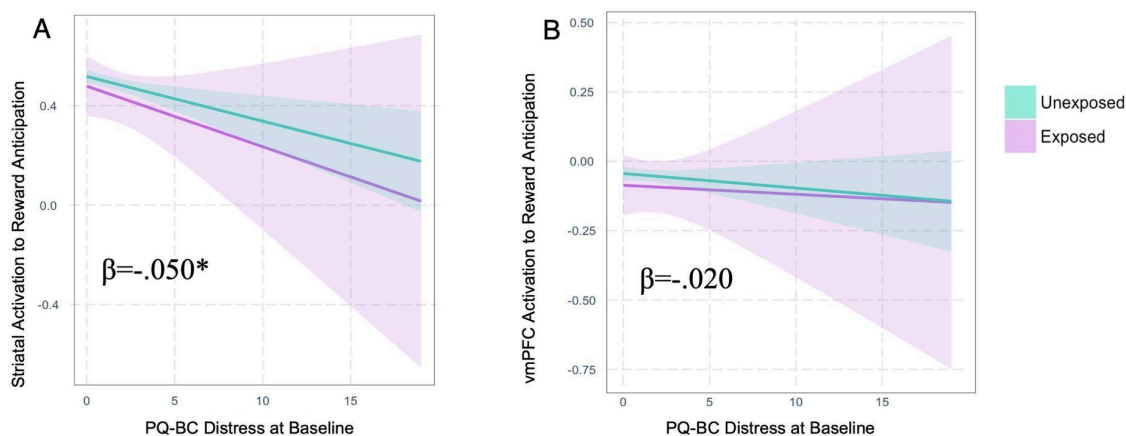 A
Striatal Activation to Reward Anticipation
0.4
0.0
-0.4
β=-.050*
0
5
10
15
PQ-BC Distress at Baseline
B
vmPFC Activation to Reward Anticipation
0.50
0.25
0.00
-0.25
-0.50
-0.75
β=-.020
0
5
10
15
PQ-BC Distress at Baseline
Unexposed
Exposed